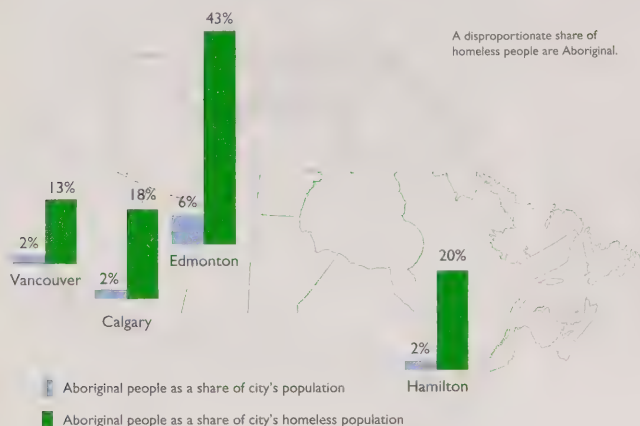 43%
A disproportionate share of
homeless people are Aboriginal.
13%
18%
6%
2%
Vancouver
Edmonton
2%
20%
Calgary
2%
Aboriginal people as a share of city's population
Hamilton
Aboriginal people as a share of city's homeless population